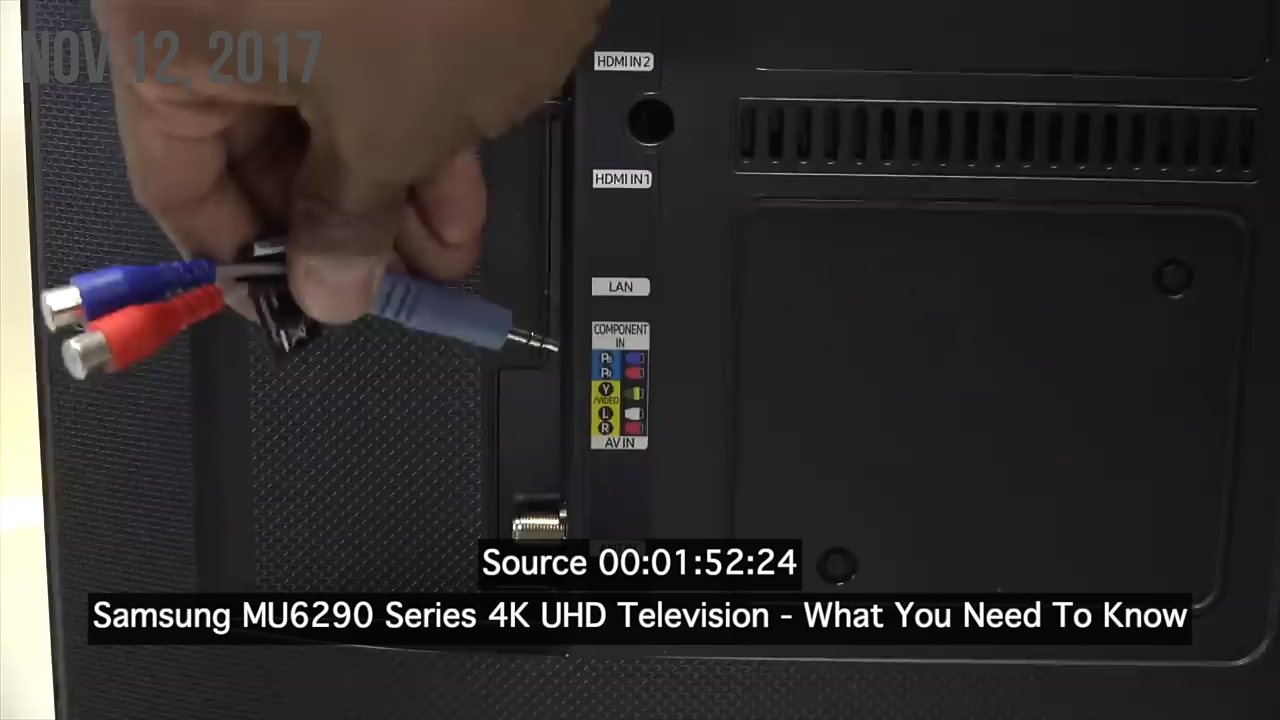 NOV 12, 2017
HDMI IN 2
HDMI IN 1
LAN
COMPONENT
IN
PB
PR
Y
/VIDEO
L
R
AV IN
Source 00:01:52:24
Samsung MU6290 Series 4K UHD Television - What You Need To Know